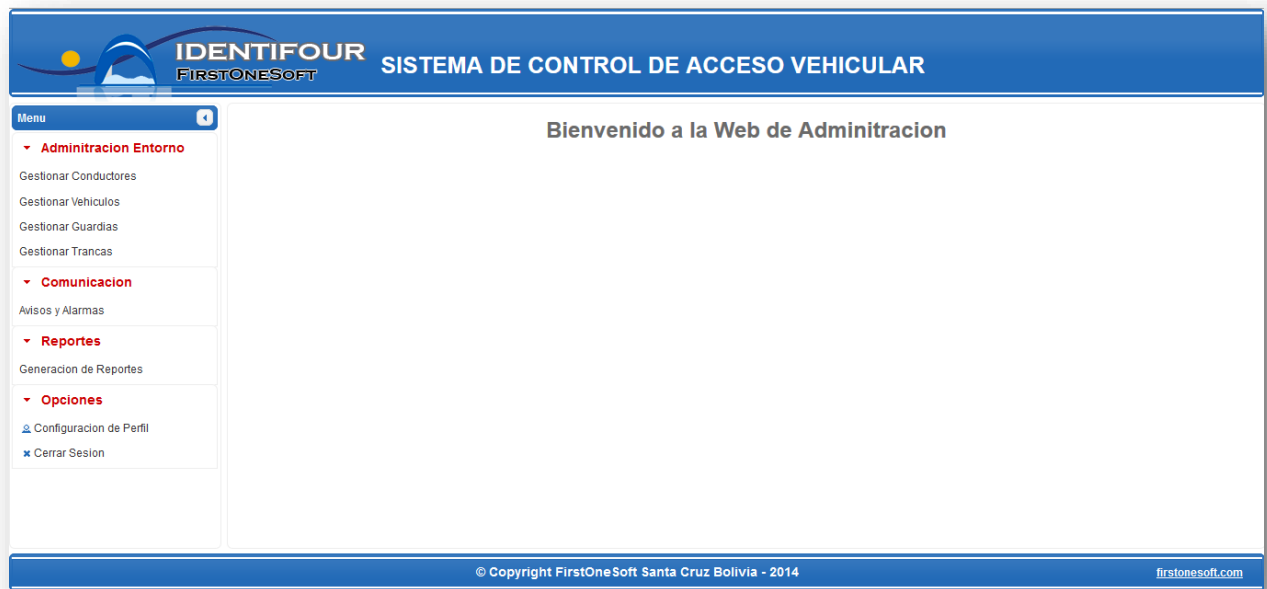 IDENTIFOUR
FIRSTONESOFT
SISTEMA DE CONTROL DE ACCESO VEHICULAR
Menu
Adminitracion Entorno
Gestionar Conductores
Gestionar Vehiculos
Gestionar Guardias
Gestionar Trancas
Comunicacion
Avisos y Alarmas
Reportes
Generacion de Reportes
Opciones
Configuracion de Perfil
Cerrar Sesion
Bienvenido a la Web de Adminitracion
© Copyright FirstOneSoft Santa Cruz Bolivia - 2014
firstonesoft.com